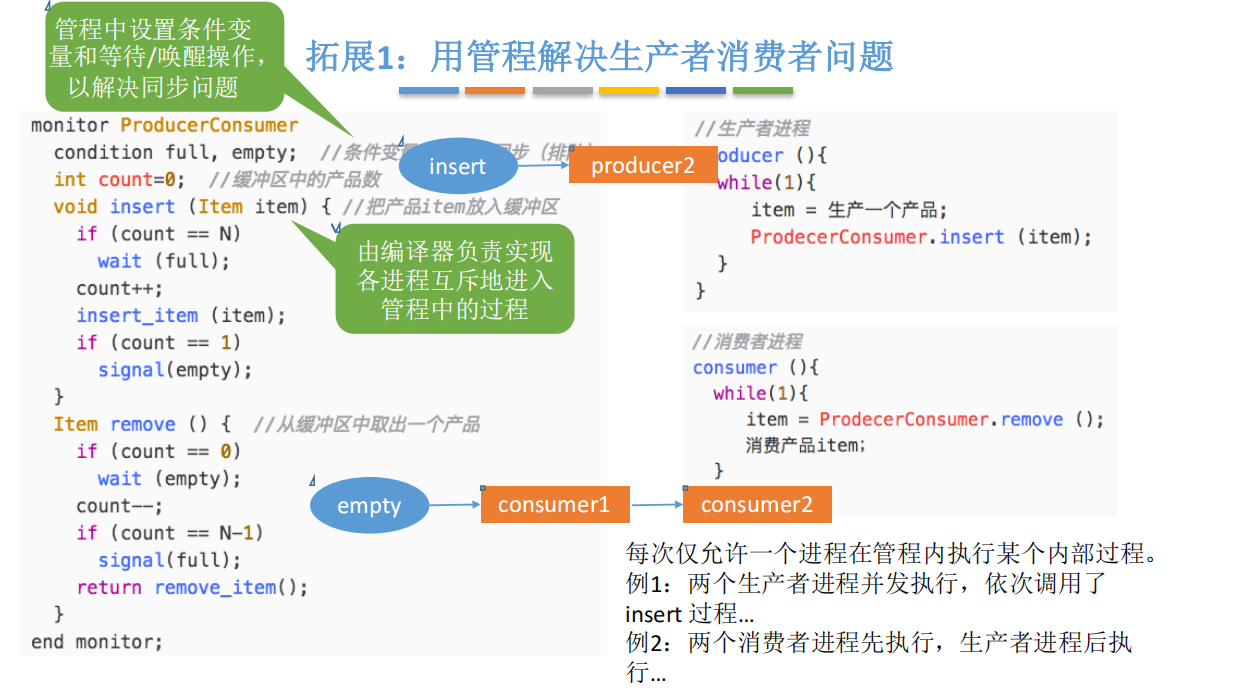 管程中设置条件变
量和等待/唤醒操作，
以解决同步问题
拓展1：用管程解决生产者消费者问题
monitor ProducerConsumer
condition full, empty; //条件变量 同步（排队）
int count=0; //缓冲区中的产品数
void insert (Item item) { //把产品item放入缓冲区
if (count == N)
wait (full);
count++;
insert_item (item);
if (count == 1)
signal(empty);
}
Item remove () { //从缓冲区中取出一个产品
if (count == 0)
wait (empty);
count--;
if (count == N-1)
signal(full);
return remove_item();
}
end monitor;
insert
producer2
由编译器负责实现
各进程互斥地进入
管程中的过程
empty
consumer1
consumer2
//生产者进程
oducer (){
while(1){
item = 生产一个产品;
ProdecerConsumer.insert (item);
}
}
//消费者进程
consumer (){
while(1){
item = ProdecerConsumer.remove ();
消费产品item;
}
每次仅允许一个进程在管程内执行某个内部过程。
例1：两个生产者进程并发执行，依次调用了
insert 过程…
例2：两个消费者进程先执行，生产者进程后执
行…